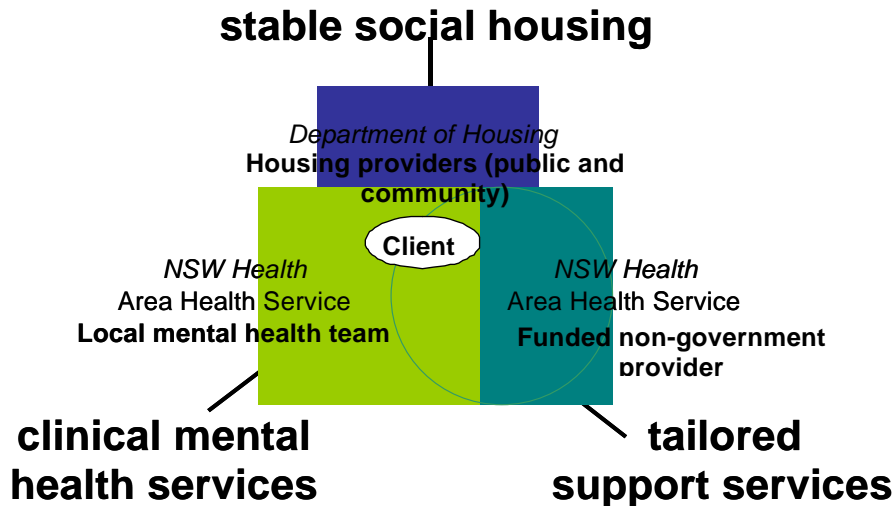 stable social housing
Department of Housing
Housing providers (public and
community)
Client
NSW Health
Area Health Service
Local mental health team
NSW Health
Area Health Service
Funded non-government
provider
clinical mental
health services
tailored
support services